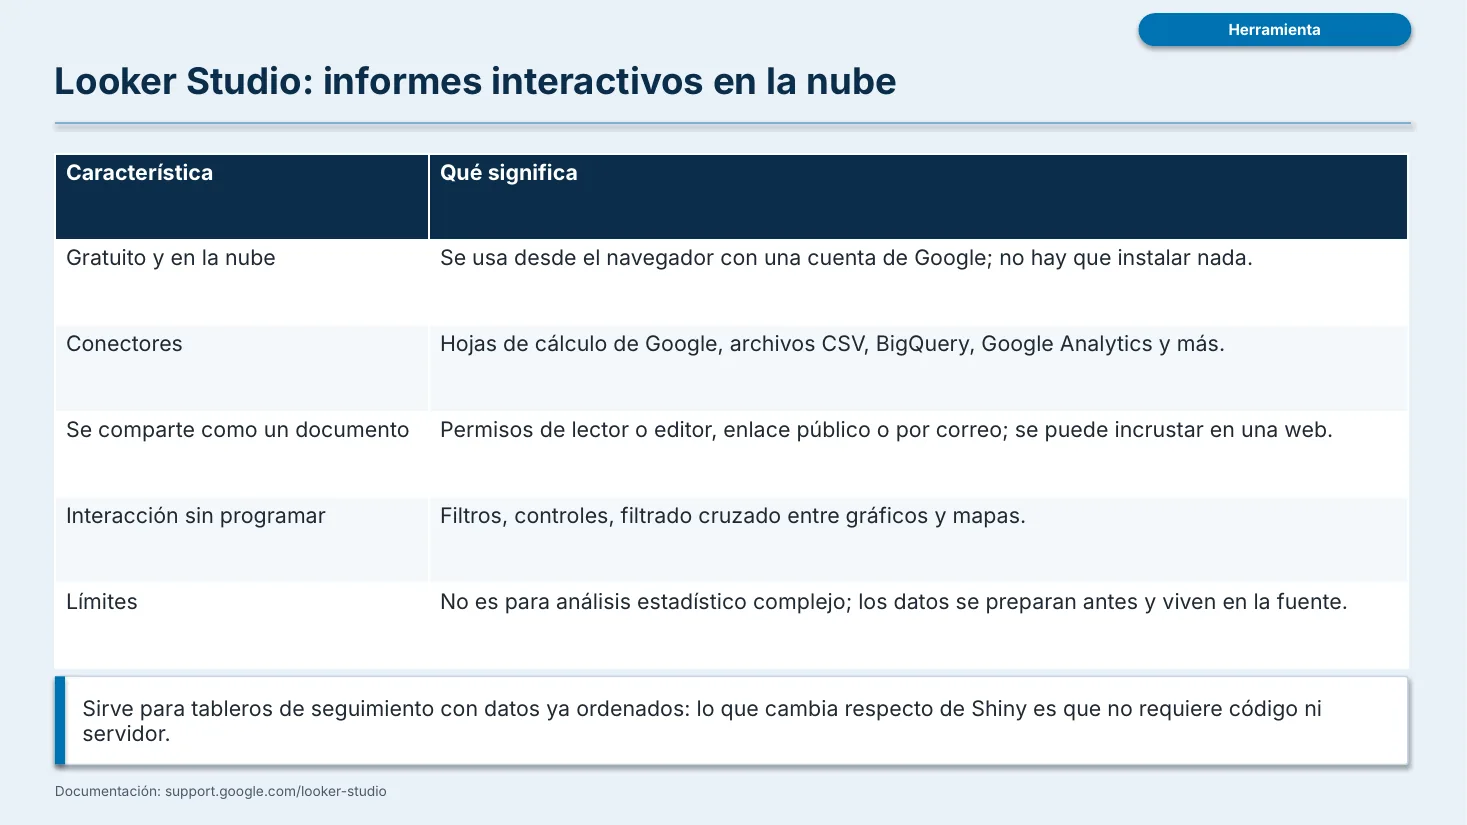 Herramienta
Looker Studio: informes interactivos en la nube
Característica
Qué significa
Gratuito y en la nube
Se usa desde el navegador con una cuenta de Google; no hay que instalar nada.
Conectores
Hojas de cálculo de Google, archivos CSV, BigQuery, Google Analytics y más.
Se comparte como un documento
Permisos de lector o editor, enlace público o por correo; se puede incrustar en una web.
Interacción sin programar
Filtros, controles, filtrado cruzado entre gráficos y mapas.
Límites
No es para análisis estadístico complejo; los datos se preparan antes y viven en la fuente.
Sirve para tableros de seguimiento con datos ya ordenados: lo que cambia respecto de Shiny es que no requiere código ni
servidor.
Documentación: support.google.com/looker-studio